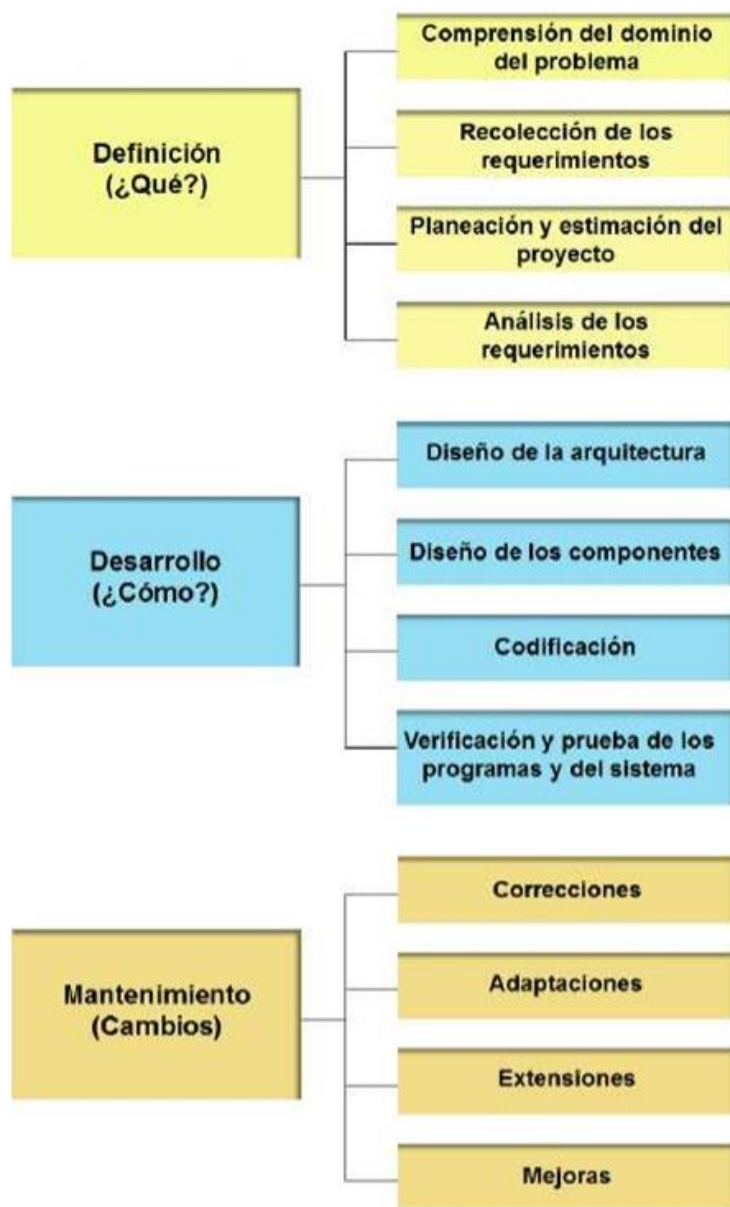 Definición
(¿Qué?)
Comprensión del dominio
del problema
Recolección de los
requerimientos
Planeación y estimación del
proyecto
Análisis de los
requerimientos
Desarrollo
(¿Cómo?)
Diseño de la arquitectura
Diseño de los componentes
Codificación
Verificación y prueba de los
programas y del sistema
Mantenimiento
(Cambios)
Correcciones
Adaptaciones
Extensiones
Mejoras